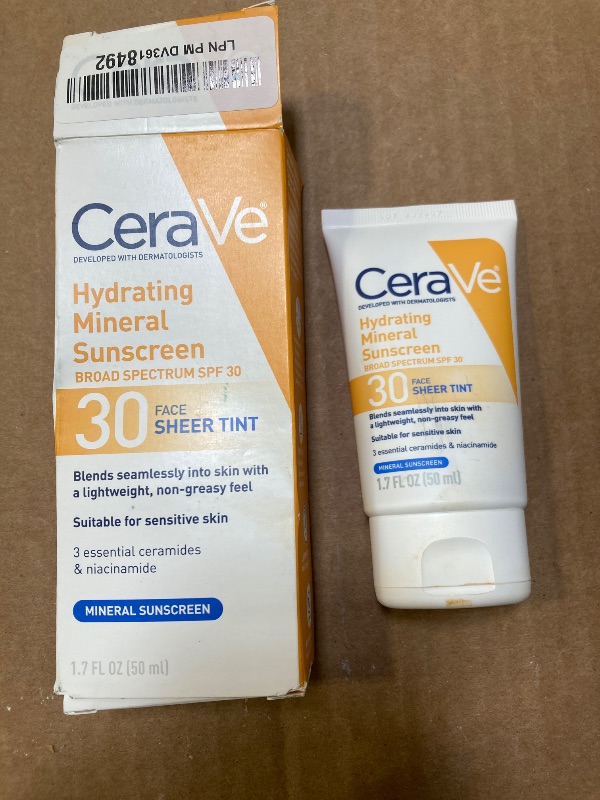 LPN PM DV3618492
CeraVe®
DEVELOPED WITH DERMATOLOGISTS
Hydrating
Mineral
Sunscreen
BROAD SPECTRUM SPF 30
30 FACE
SHEER TINT
Blends seamlessly into skin with
a lightweight, non-greasy feel
Suitable for sensitive skin
3 essential ceramides
& niacinamide
MINERAL SUNSCREEN
1.7 FL OZ (50 ml)
CeraVe®
DEVELOPED WITH DERMATOLOGISTS
Hydrating
Mineral
Sunscreen
BROAD SPECTRUM SPF 30
30 FACE
SHEER TINT
Blends seamlessly into skin with
a lightweight, non-greasy feel
Suitable for sensitive skin
3 essential ceramides & niacinamide
MINERAL SUNSCREEN
1.7 FL OZ (50 ml)